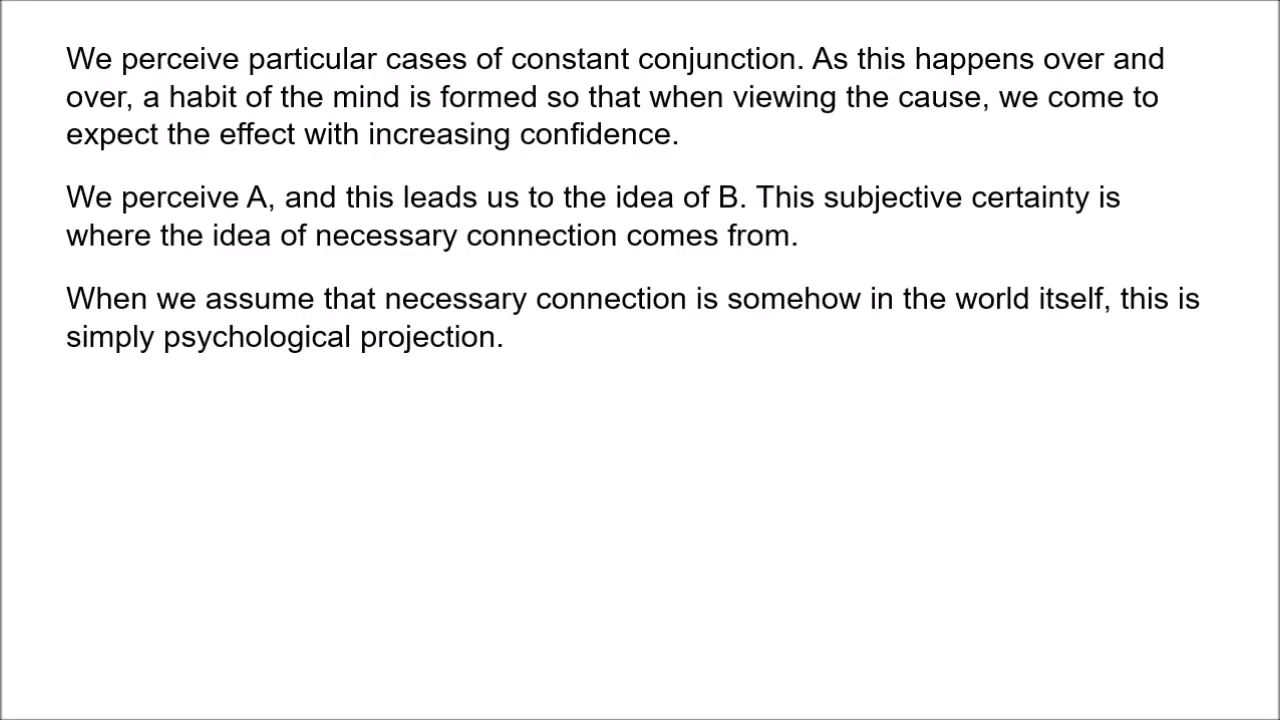 We perceive particular cases of constant conjunction. As this happens over and
over, a habit of the mind is formed so that when viewing the cause, we come to
expect the effect with increasing confidence.
We perceive A, and this leads us to the idea of B. This subjective certainty is
where the idea of necessary connection comes from.
When we assume that necessary connection is somehow in the world itself, this is
simply psychological projection.